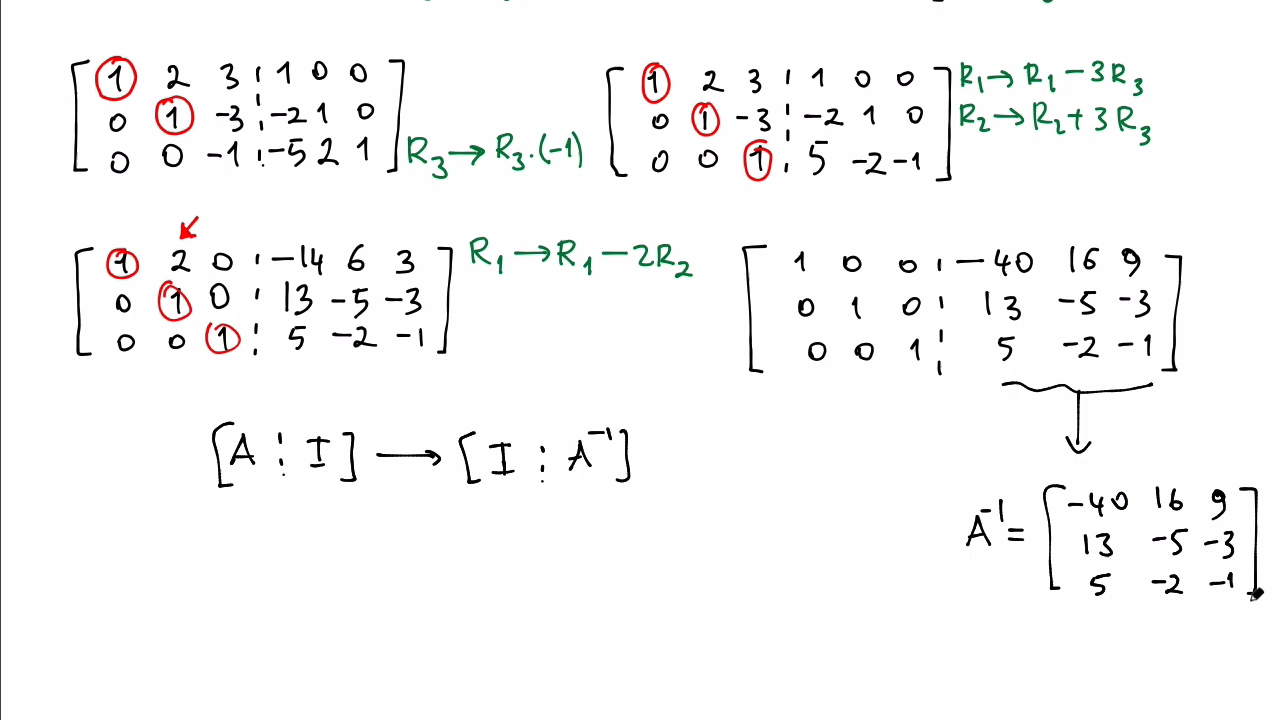 1 2 3 ⋮ 1 0 0
0 1 -3 ⋮ -2 1 0
0 0 -1 ⋮ -5 2 1
R₃ → R₃·(-1)
1 2 3 ⋮ 1 0 0
0 1 -3 ⋮ -2 1 0
0 0 1 ⋮ 5 -2 -1
R₁ → R₁ - 3R₃
R₂ → R₂ + 3R₃
1 2 0 ⋮ -14 6 3
0 1 0 ⋮ 13 -5 -3
0 0 1 ⋮ 5 -2 -1
R₁ → R₁ - 2R₂
1 0 0 ⋮ -40 16 9
0 1 0 ⋮ 13 -5 -3
0 0 1 ⋮ 5 -2 -1
[A ⋮ I] → [I ⋮ A⁻¹]
A⁻¹ =
-40 16 9
13 -5 -3
5 -2 -1